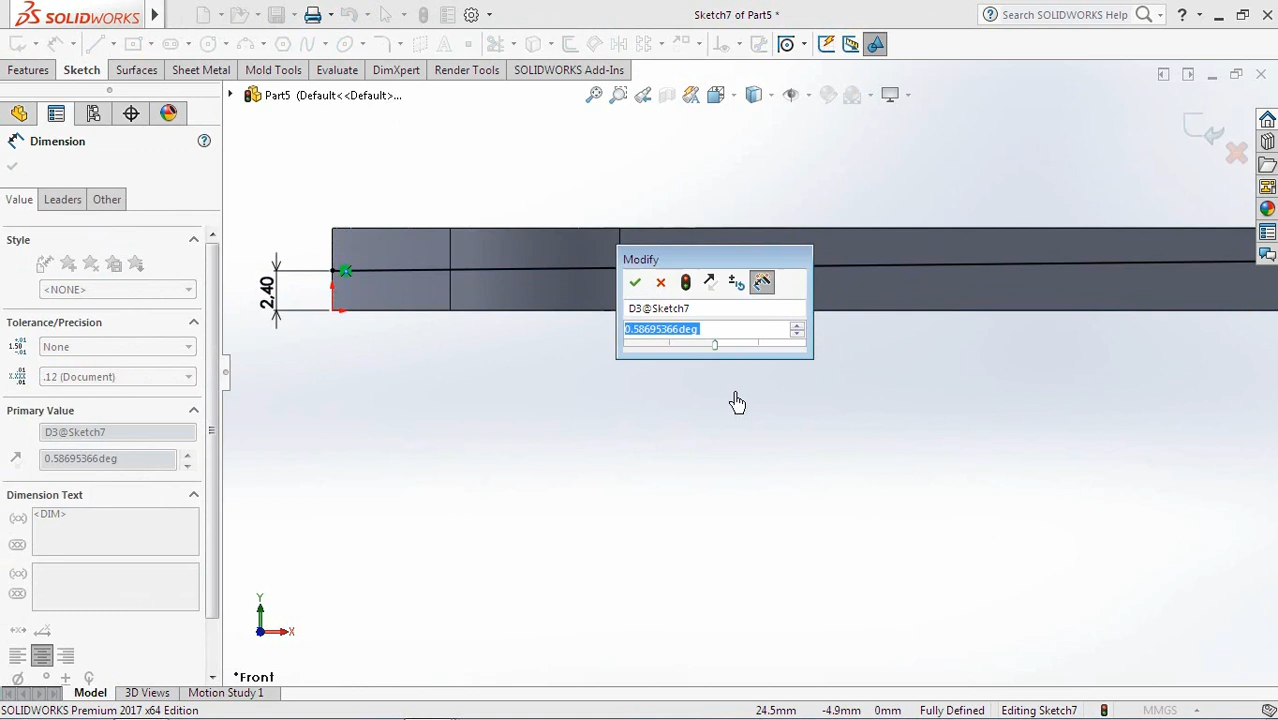 SOLIDWORKS
Sketch7 of Part5 *
Search SOLIDWORKS Help
?
Features
Sketch
Surfaces
Sheet Metal
Mold Tools
Evaluate
DimXpert
Render Tools
SOLIDWORKS Add-Ins
Part5 (Default<<Default>...
Dimension
Value
Leaders
Other
Style
<NONE>
Tolerance/Precision
None
.12 (Document)
Primary Value
D3@Sketch7
0.58695366deg
Dimension Text
<DIM>
2,40
Modify
D3@Sketch7
0.58695366deg
Y
X
*Front
Model
3D Views
Motion Study 1
SOLIDWORKS Premium 2017 x64 Edition
24.5mm
-4.9mm
0mm
Fully Defined
Editing Sketch7
MMGS